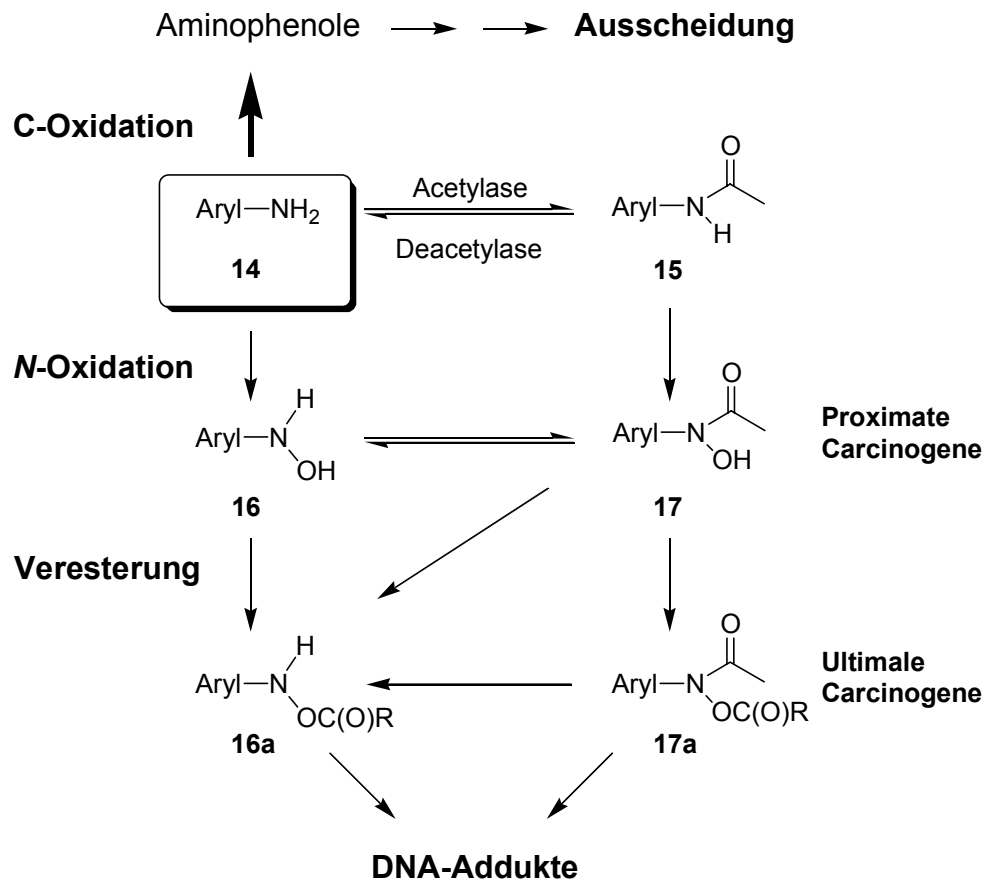 Aminophenole Ausscheidung
C-Oxidation
O
Aryl NH2 Acetylase Aryl N
H
14 Deacetylase 15
N-Oxidation
H O
Aryl N Aryl N Proximate
OH OH Carcinogene
16 17
Veresterung
H O
Aryl N Aryl N Ultimale
OC(O)R OC(O)R Carcinogene
16a 17a
DNA-Addukte